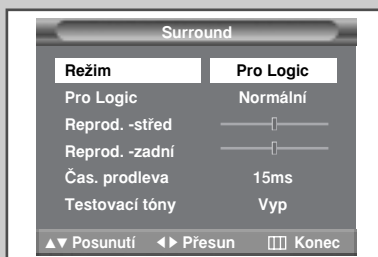 Surround
Režim Pro Logic
Pro Logic Normální
Reprod. -střed
Reprod. -zadní
Čas. prodleva 15ms
Testovací tóny Vyp
▲▼ Posunutí ◄► Přesun Konec